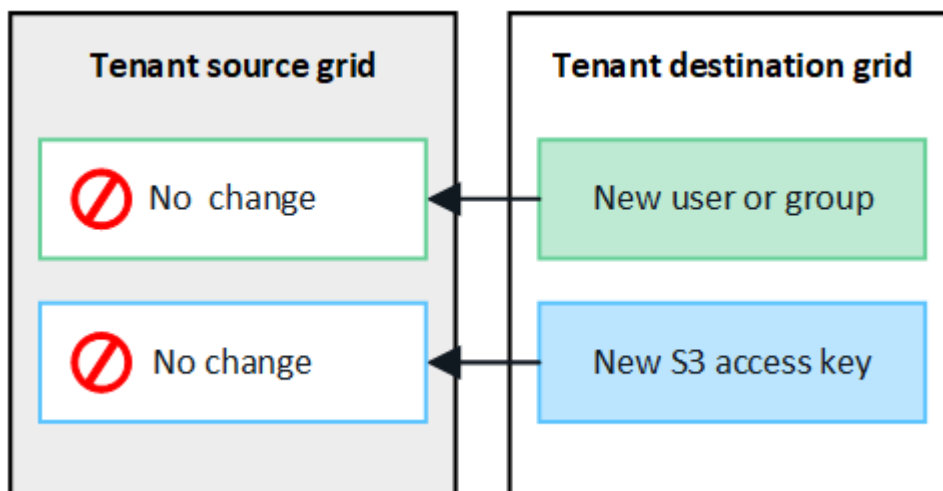 Tenant source grid
Tenant destination grid
No change
New user or group
No change
New S3 access key